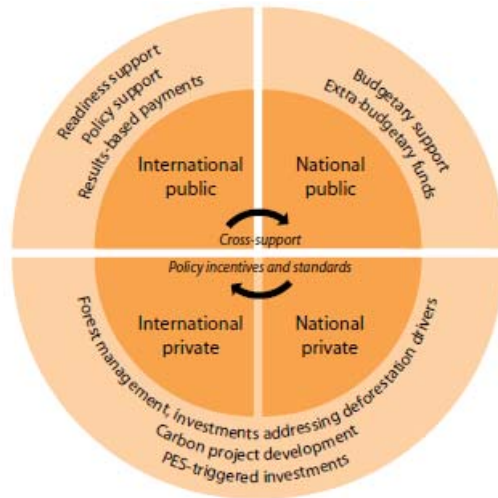 Readiness support
Policy support
Results-based payments
Budgetary support
Extra-budgetary funds
International
public
National
public
Cross-support
Policy incentives and standards
International
private
National
private
Forest management, investments addressing deforestation drivers
Carbon project development
PES-triggered investments